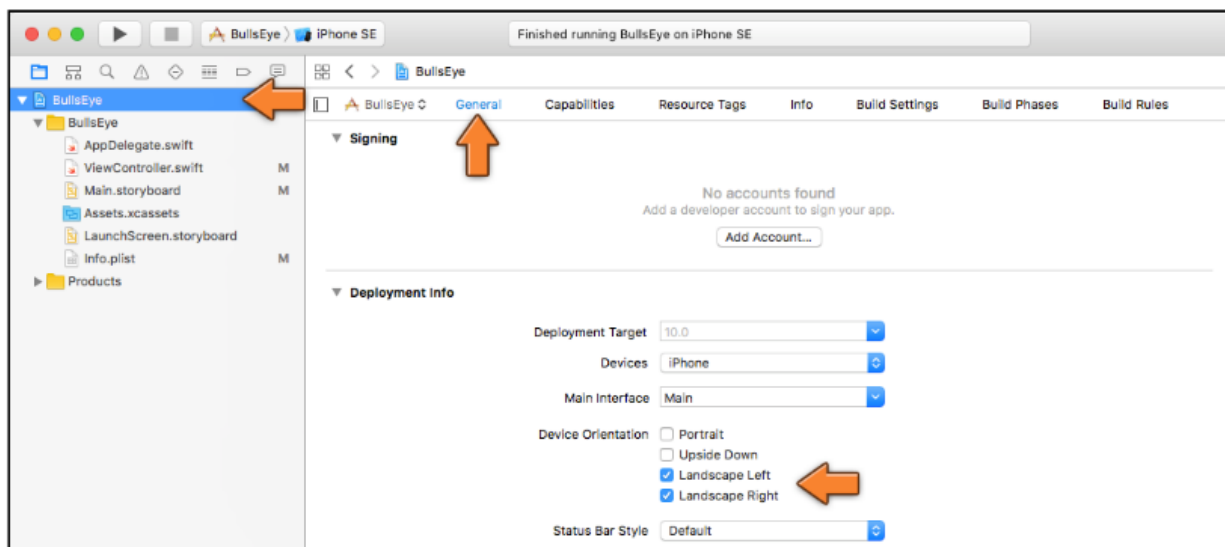 BullsEye > iPhone SE Finished running BullsEye on iPhone SE
BullsEye
BullsEye General Capabilities Resource Tags Info Build Settings Build Phases Build Rules
BullsEye
BullsEye
AppDelegate.swift
ViewController.swift M
Main.storyboard M
Assets.xcassets
LaunchScreen.storyboard
Info.plist M
Products
Signing
No accounts found
Add a developer account to sign your app.
Add Account...
Deployment Info
Deployment Target 10.0
Devices iPhone
Main Interface Main
Device Orientation Portrait
Upside Down
Landscape Left
Landscape Right
Status Bar Style Default